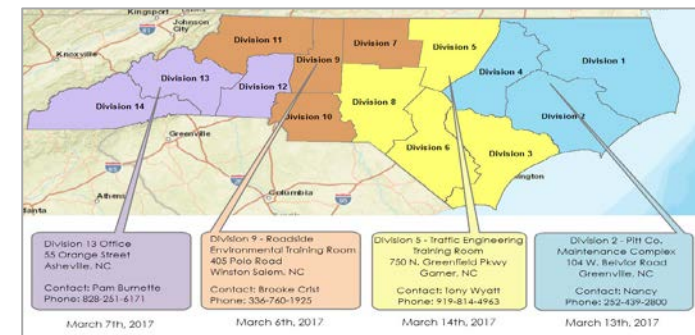 Kingsport
Johnson
City
Knoxville
Division 11
Division 9
Division 7
Division 5
Division 4
Division 1
Division 13
Division 12
Division 14
Division 8
Division 2
Division 10
Division 6
Division 3
Greenville
Columbia
Athens
Division 13 Office
55 Orange Street
Asheville, NC
Contact: Pam Burnette
Phone: 828-251-6171
March 7th, 2017
Division 9 - Roadside
Environmental Training Room
405 Polo Road
Winston Salem, NC
Contact: Brooke Crist
Phone: 336-760-1925
March 6th, 2017
Division 5 - Traffic Engineering
Training Room
750 N. Greenfield Pkwy
Garner, NC
Contact: Tony Wyatt
Phone: 919-814-4963
March 14th, 2017
Division 2 - Pitt Co.
Maintenance Complex
104 W. Belvior Road
Greenville, NC
Contact: Nancy
Phone: 252-439-2800
March 13th, 2017